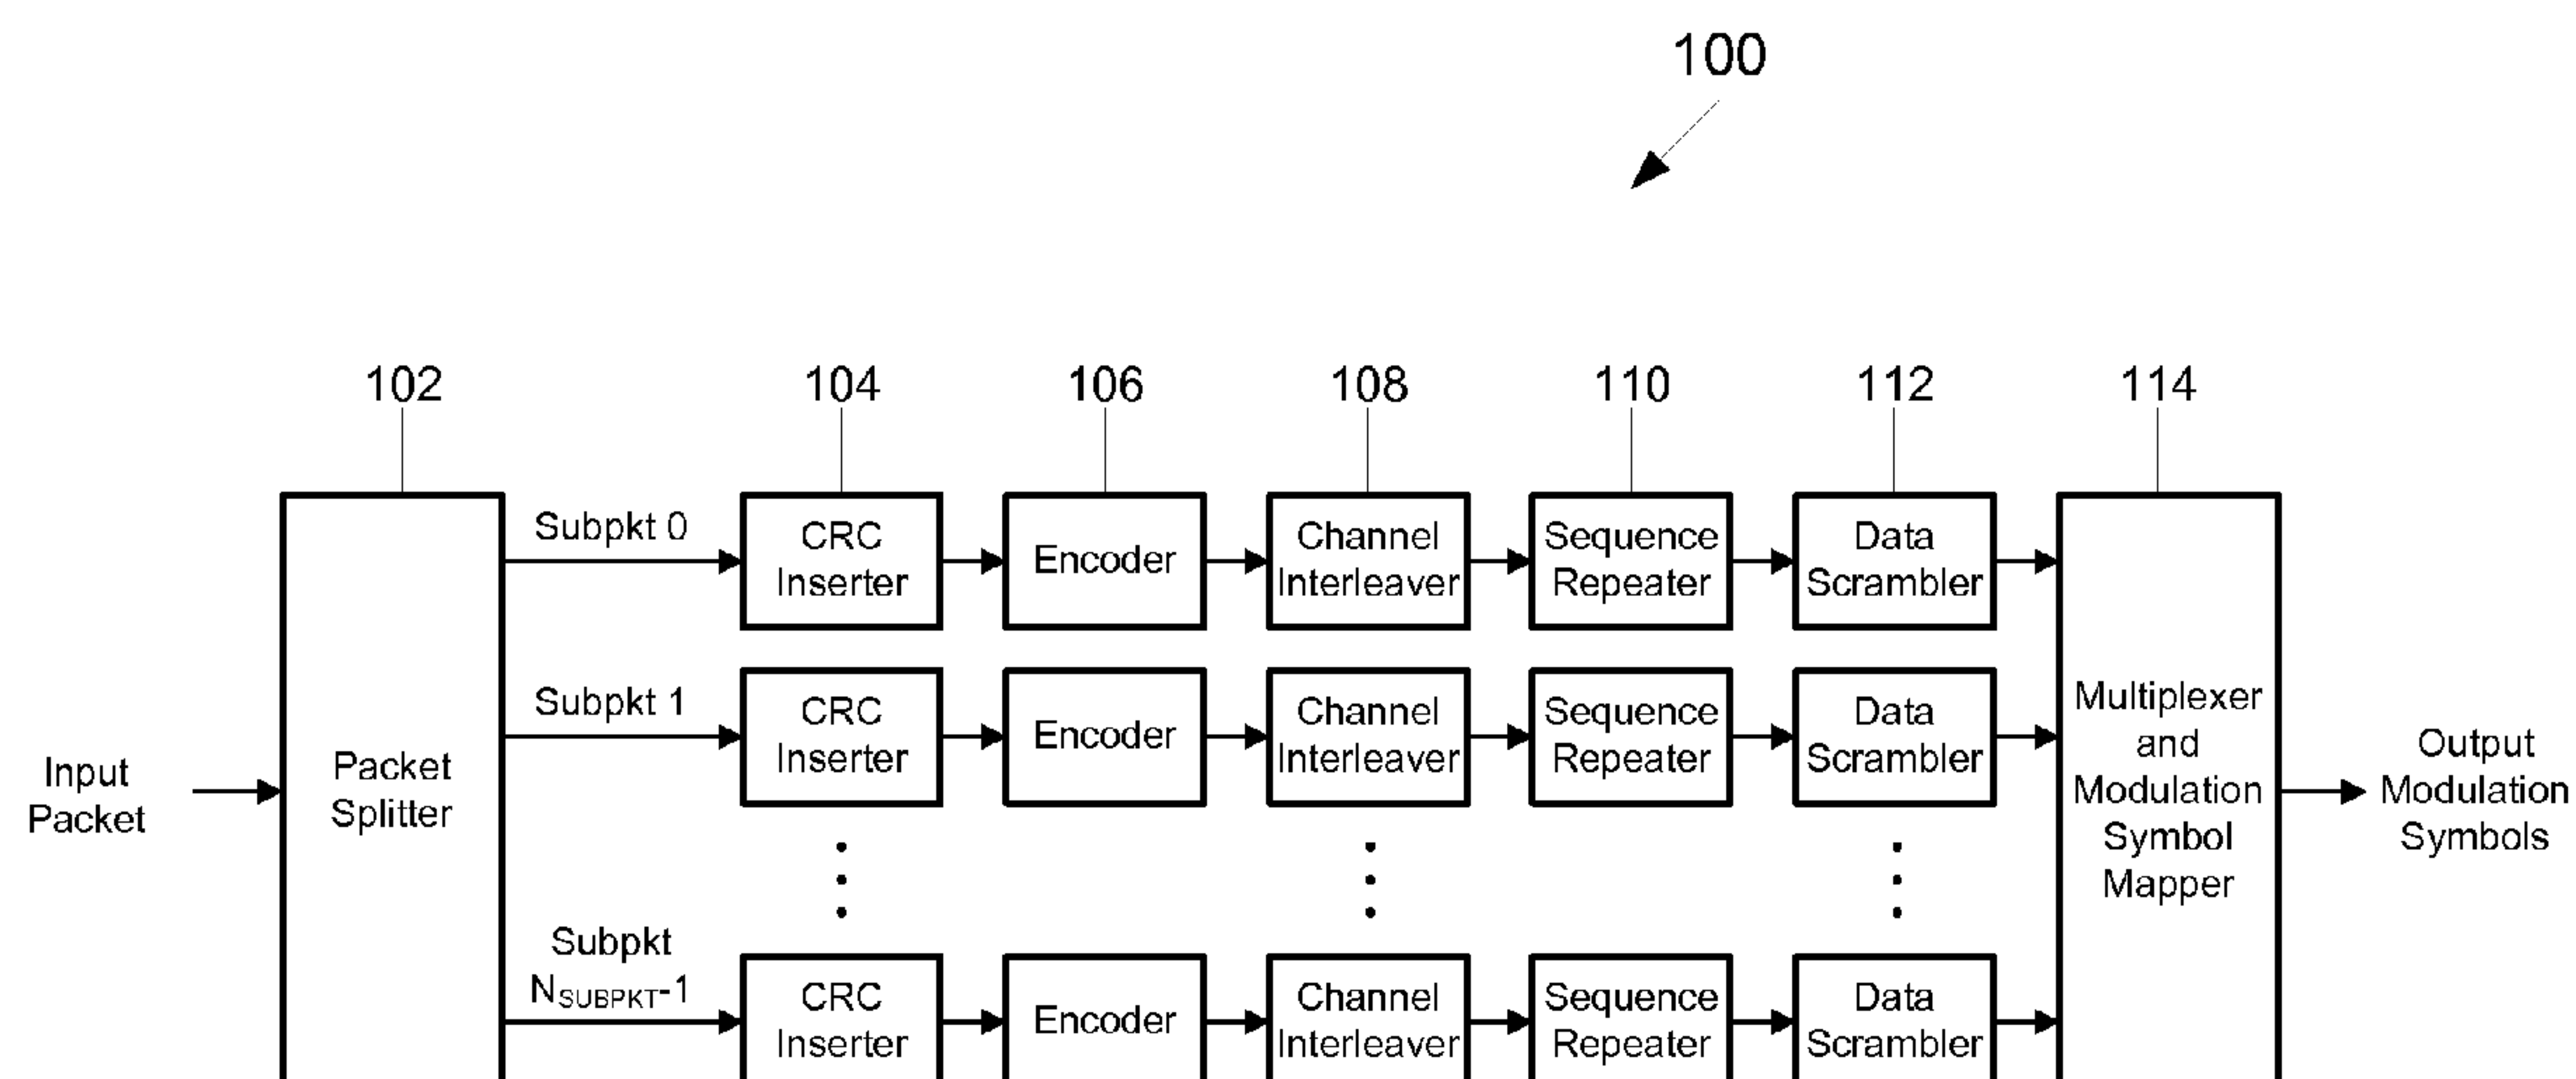 100
102
104
106
108
110
112
114
Subpkt 0
CRC
Inserter
Encoder
Channel
Interleaver
Sequence
Repeater
Data
Scrambler
Subpkt 1
CRC
Inserter
Encoder
Channel
Interleaver
Sequence
Repeater
Data
Scrambler
Input
Packet
Packet
Splitter
Multiplexer
and
Modulation
Symbol
Mapper
Output
Modulation
Symbols
Subpkt
NSUBPKT-1
CRC
Inserter
Encoder
Channel
Interleaver
Sequence
Repeater
Data
Scrambler